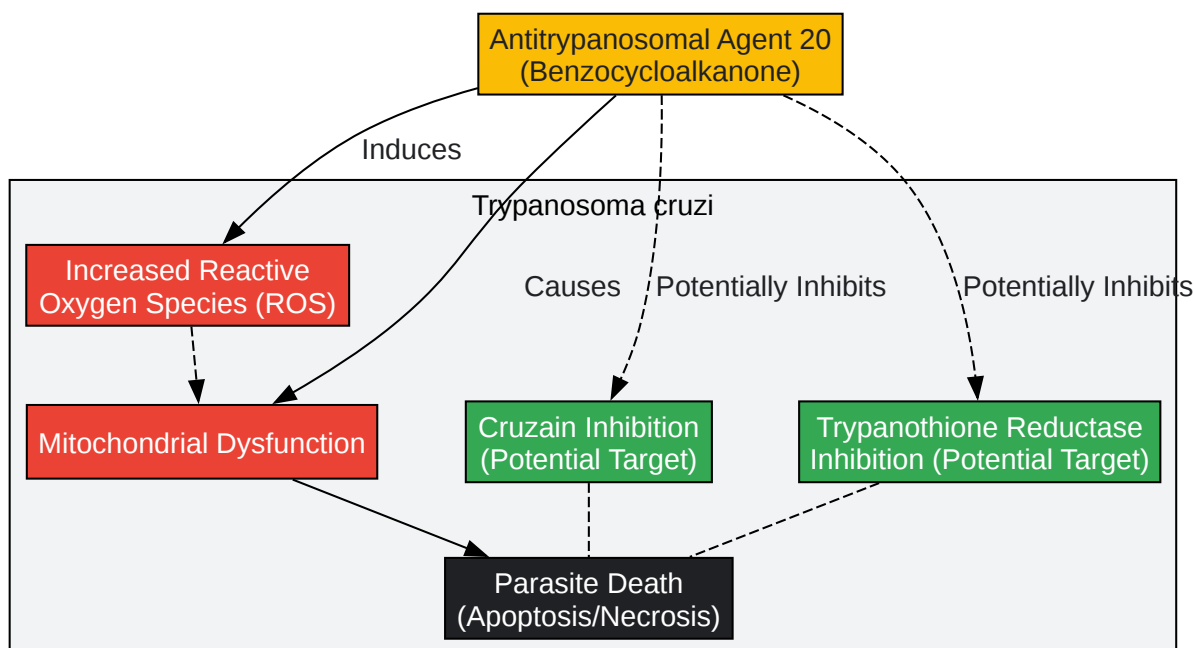 Antitrypanosomal Agent 20
(Benzocycloalkanone)
Induces
Trypanosoma cruzi
Increased Reactive
Oxygen Species (ROS)
Causes
Potentially Inhibits
Potentially Inhibits
Mitochondrial Dysfunction
Cruzain Inhibition
(Potential Target)
Trypanothione Reductase
Inhibition (Potential Target)
Parasite Death
(Apoptosis/Necrosis)